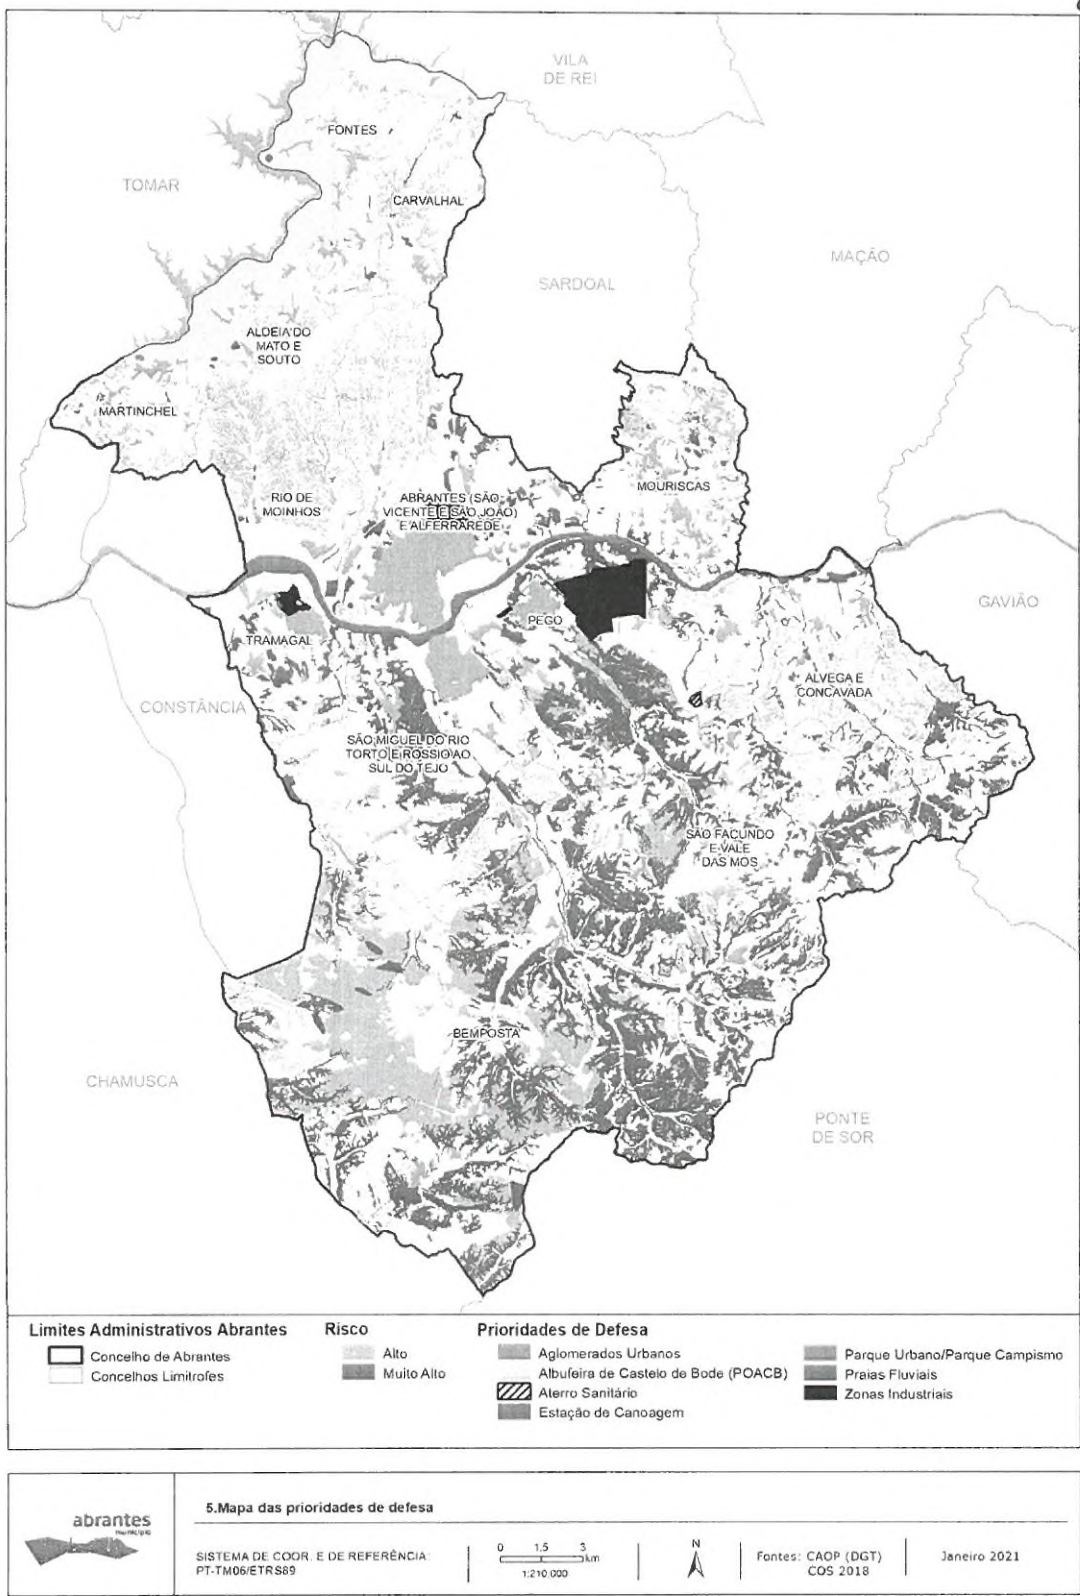 VILA
DE REI
FONTES
TOMAR
CARVALHAL
MAÇÃO
SARDOAL
ALDEIA DO
MATO E
SOUTO
MARTINCHEL
MOURISCAS
RIO DE
MOINHOS
ABRANTES (SÃO
VICENTE E SÃO JOÃO)
E ALFERRAREDE
GAVIÃO
PEGO
TRAMAGAL
ALVEGA E
CONCAVADA
CONSTÂNCIA
SÃO MIGUEL DO RIO
TORTO E ROSSIO AO
SUL DO TEJO
SÃO FACUNDO
E VALE
DAS MÓS
BEMPOSTA
CHAMUSCA
PONTE
DE SOR
Limites Administrativos Abrantes
Concelho de Abrantes
Concelhos Limitrofes
Risco
Alto
Muito Alto
Prioridades de Defesa
Aglomerados Urbanos
Albufeira de Castelo de Bode (POACB)
Aterro Sanitário
Estação de Canoagem
Parque Urbano/Parque Campismo
Praias Fluviais
Zonas Industriais
abrantes
município
5.Mapa das prioridades de defesa
SISTEMA DE COOR. E DE REFERÊNCIA:
PT-TM06/ETRS89
0 1,5 3
km
1:210.000
N
Fontes: CAOP (DGT)
COS 2018
Janeiro 2021